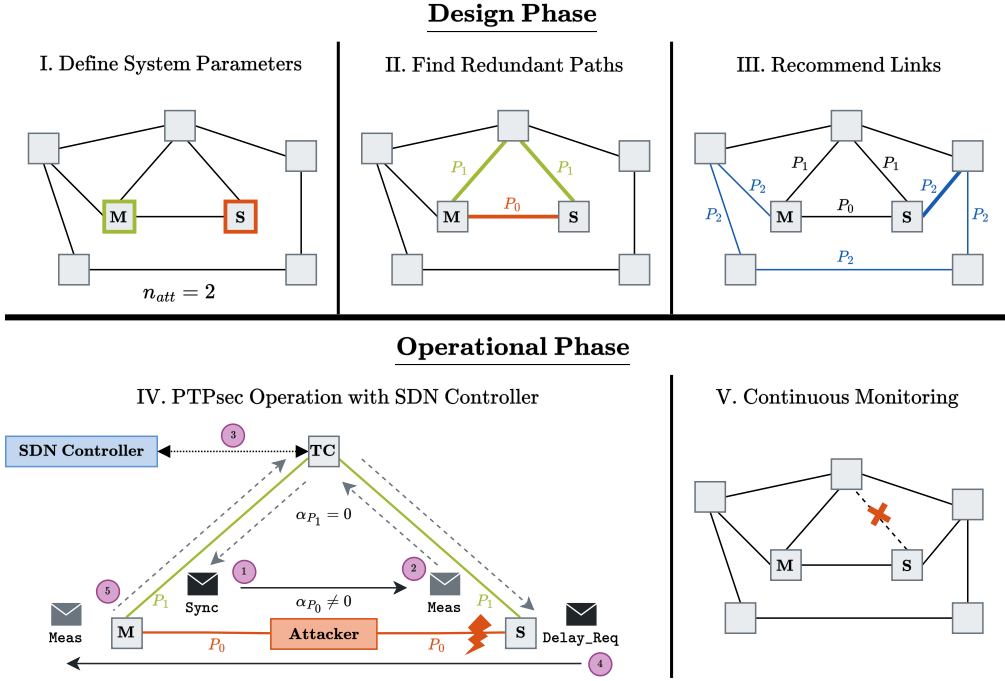 Design Phase
I. Define System Parameters
M
S
n_att = 2
II. Find Redundant Paths
P₁
P₁
P₀
M
S
III. Recommend Links
P₁
P₁
P₂
P₂
P₂
P₀
P₂
M
S
P₂
Operational Phase
IV. PTPsec Operation with SDN Controller
SDN Controller
3
TC
α_P₁ = 0
1
2
5
Sync
Meas
P₁
P₁
α_P₀ ≠ 0
Meas
M
Attacker
S
Delay_Req
P₀
P₀
4
V. Continuous Monitoring
M
S